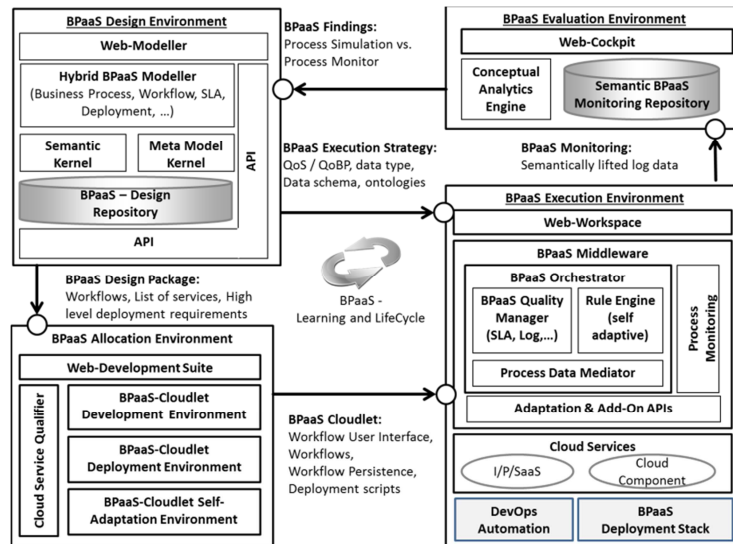 BPaaS Design Environment
Web-Modeller
Hybrid BPaaS Modeller
(Business Process, Workflow, SLA,
Deployment, ...)
Semantic
Kernel
Meta Model
Kernel
BPaaS – Design
Repository
API
API
BPaaS Findings:
Process Simulation vs.
Process Monitor
BPaaS Evaluation Environment
Web-Cockpit
Conceptual
Analytics
Engine
Semantic BPaaS
Monitoring Repository
BPaaS Execution Strategy:
QoS / QoBP, data type,
Data schema, ontologies
BPaaS Monitoring:
Semantically lifted log data
BPaaS Design Package:
Workflows, List of services, High
level deployment requirements
BPaaS -
Learning and LifeCycle
BPaaS Execution Environment
Web-Workspace
BPaaS Middleware
BPaaS Orchestrator
BPaaS Quality
Manager
(SLA, Log,...)
Rule Engine
(self
adaptive)
Process Data Mediator
Process
Monitoring
Adaptation & Add-On APIs
Cloud Services
I/P/SaaS
Cloud
Component
DevOps
Automation
BPaaS
Deployment Stack
BPaaS Allocation Environment
Web-Development Suite
Cloud Service Qualifier
BPaaS-Cloudlet
Development Environment
BPaaS-Cloudlet
Deployment Environment
BPaaS-Cloudlet Self-
Adaptation Environment
BPaaS Cloudlet:
Workflow User Interface,
Workflows,
Workflow Persistence,
Deployment scripts